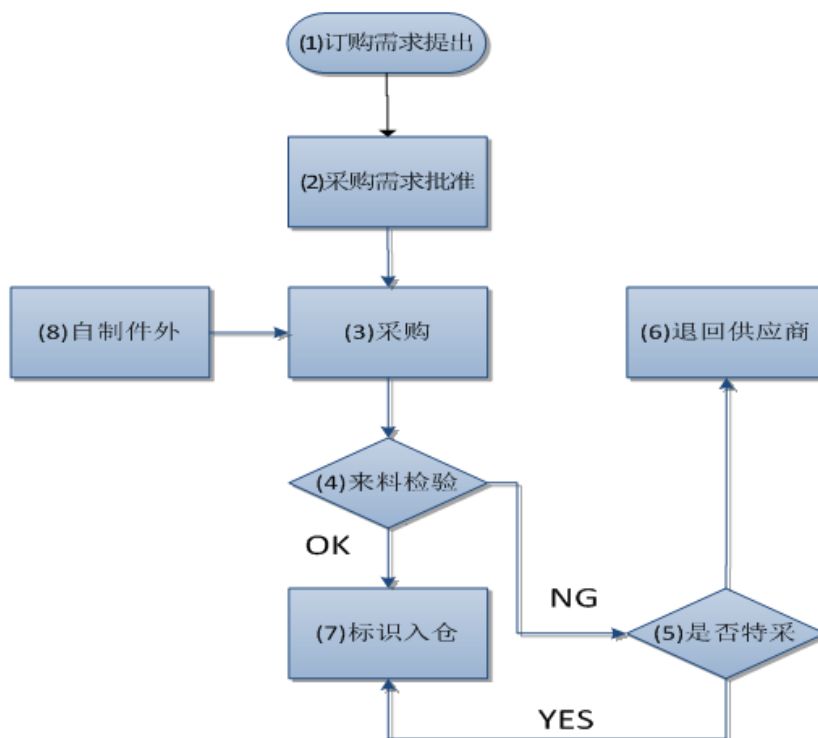 (1)订购需求提出
(2)采购需求批准
(8)自制件外
(3)采购
(6)退回供应商
(4)来料检验
OK
NG
(7)标识入仓
(5)是否特采
YES